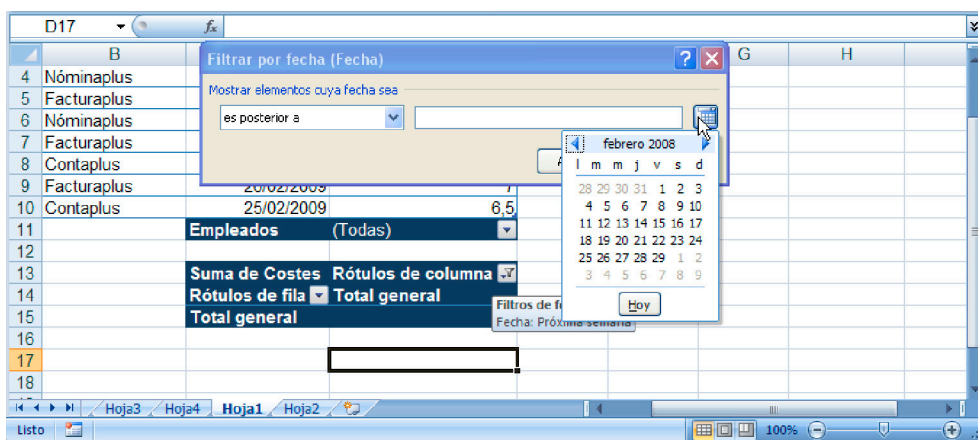 D17 fx
B G H
Filtrar por fecha (Fecha)
Mostrar elementos cuya fecha sea
es posterior a
febrero 2008
l m m j v s d
28 29 30 31 1 2 3
4 5 6 7 8 9 10
11 12 13 14 15 16 17
18 19 20 21 22 23 24
25 26 27 28 29 1 2
3 4 5 6 7 8 9
Hoy
4 Nóminaplus
5 Facturaplus
6 Nóminaplus
7 Facturaplus
8 Contaplus
9 Facturaplus 26/02/2009 7
10 Contaplus 25/02/2009 6,5
11 Empleados (Todas)
12
13 Suma de Costes Rótulos de columna
14 Rótulos de fila Total general
15 Total general
Filtros de
Fecha: Próxima semana
16
17
18
Hoja3 Hoja4 Hoja1 Hoja2
Listo 100%